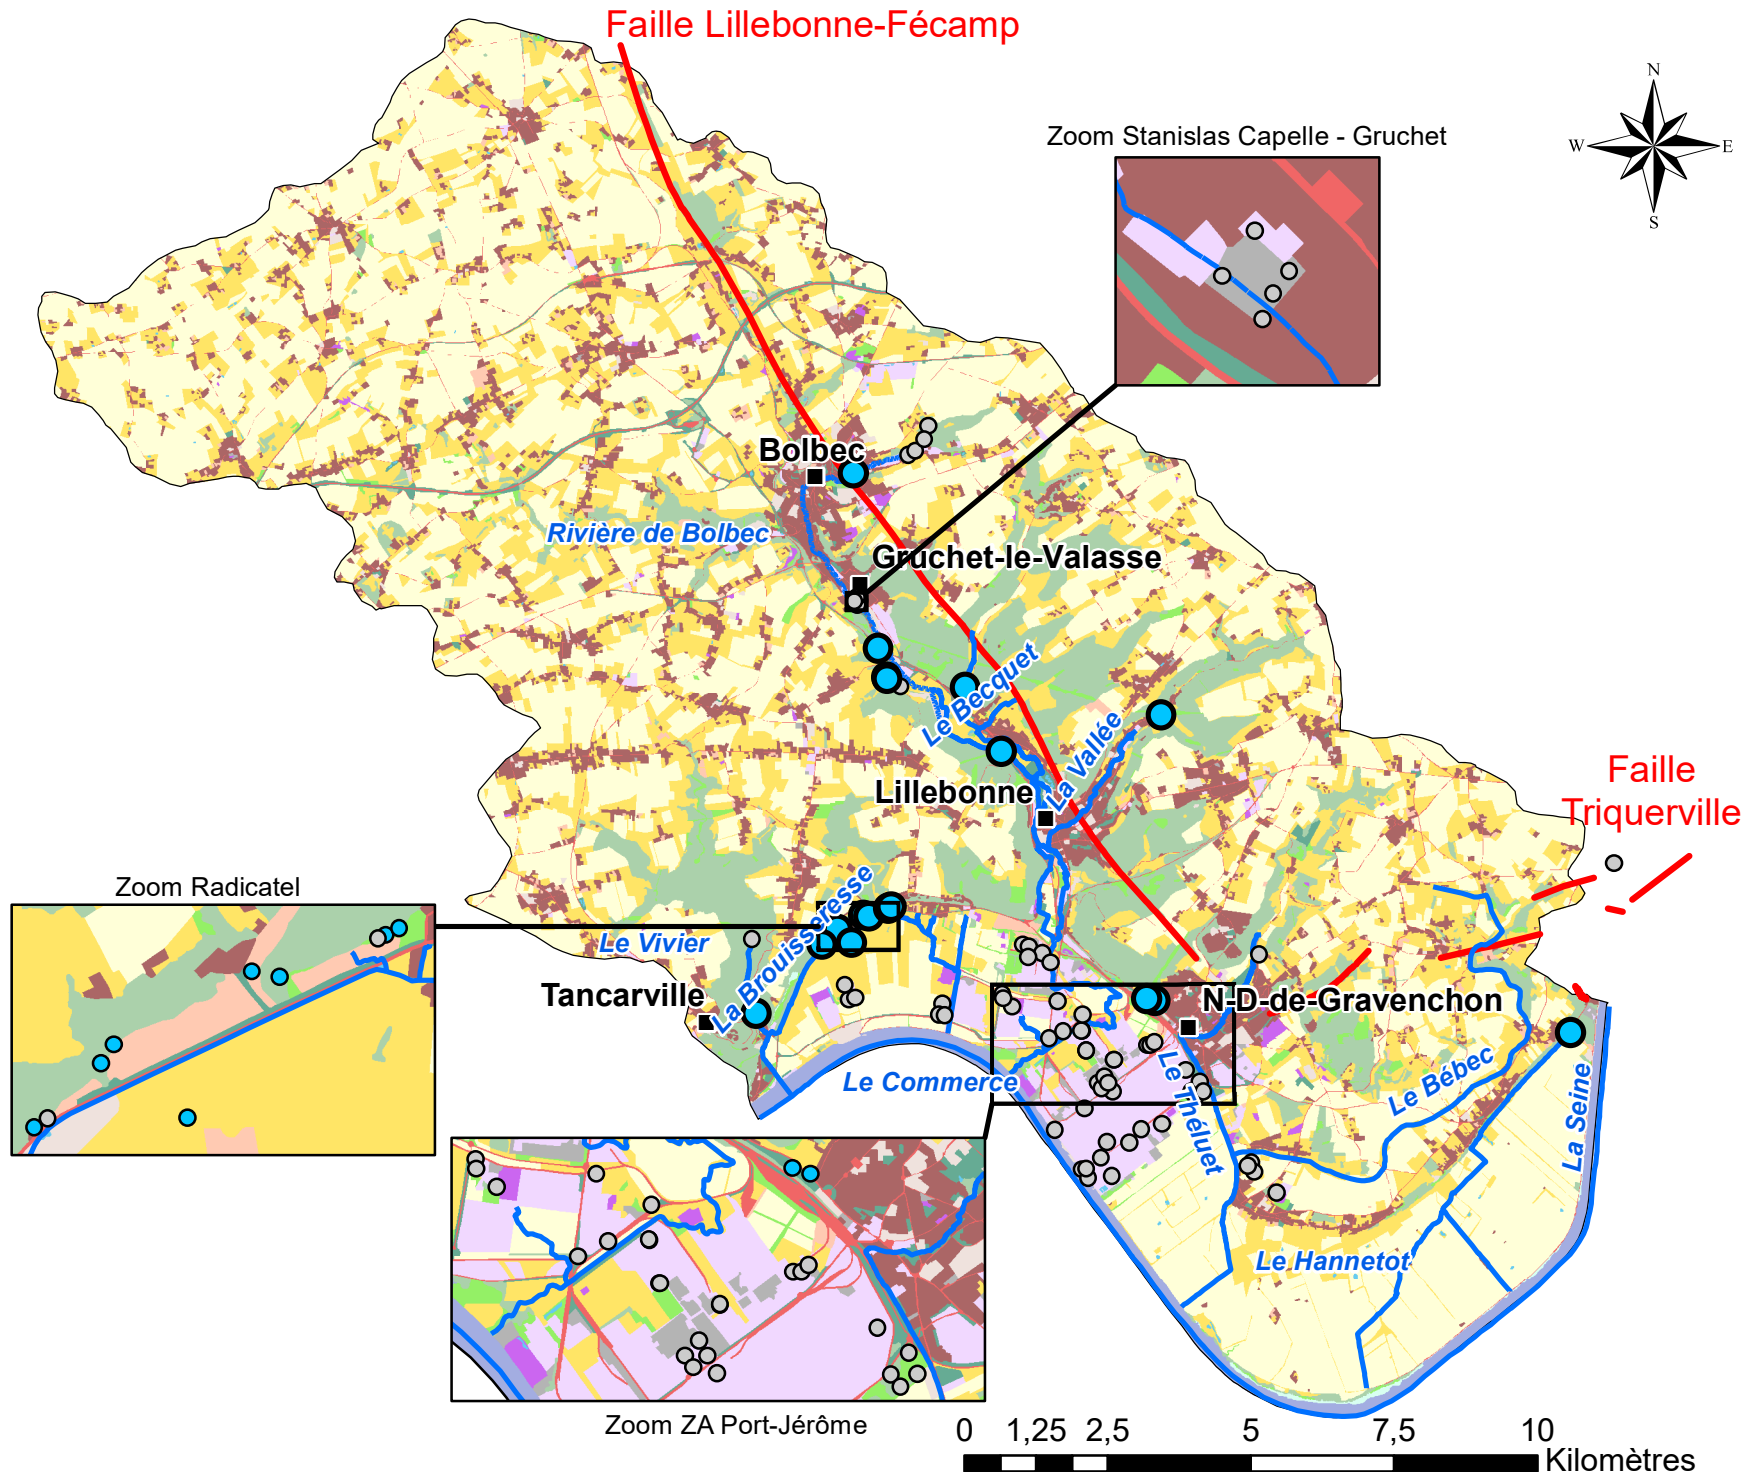 Faille Lillebonne-Fécamp
N
W
E
S
Zoom Stanislas Capelle - Gruchet
Bolbec
Rivière de Bolbec
Gruchet-le-Valasse
Le Becquet
La Vallée
Lillebonne
Faille
Triquerville
Zoom Radicatel
La Brouisseresse
Le Vivier
Tancarville
N-D-de-Gravenchon
Le Commerce
Le Théluet
Le Bébec
La Seine
Le Hannetot
Zoom ZA Port-Jérôme
0 1,25 2,5 5 7,5 10
Kilomètres